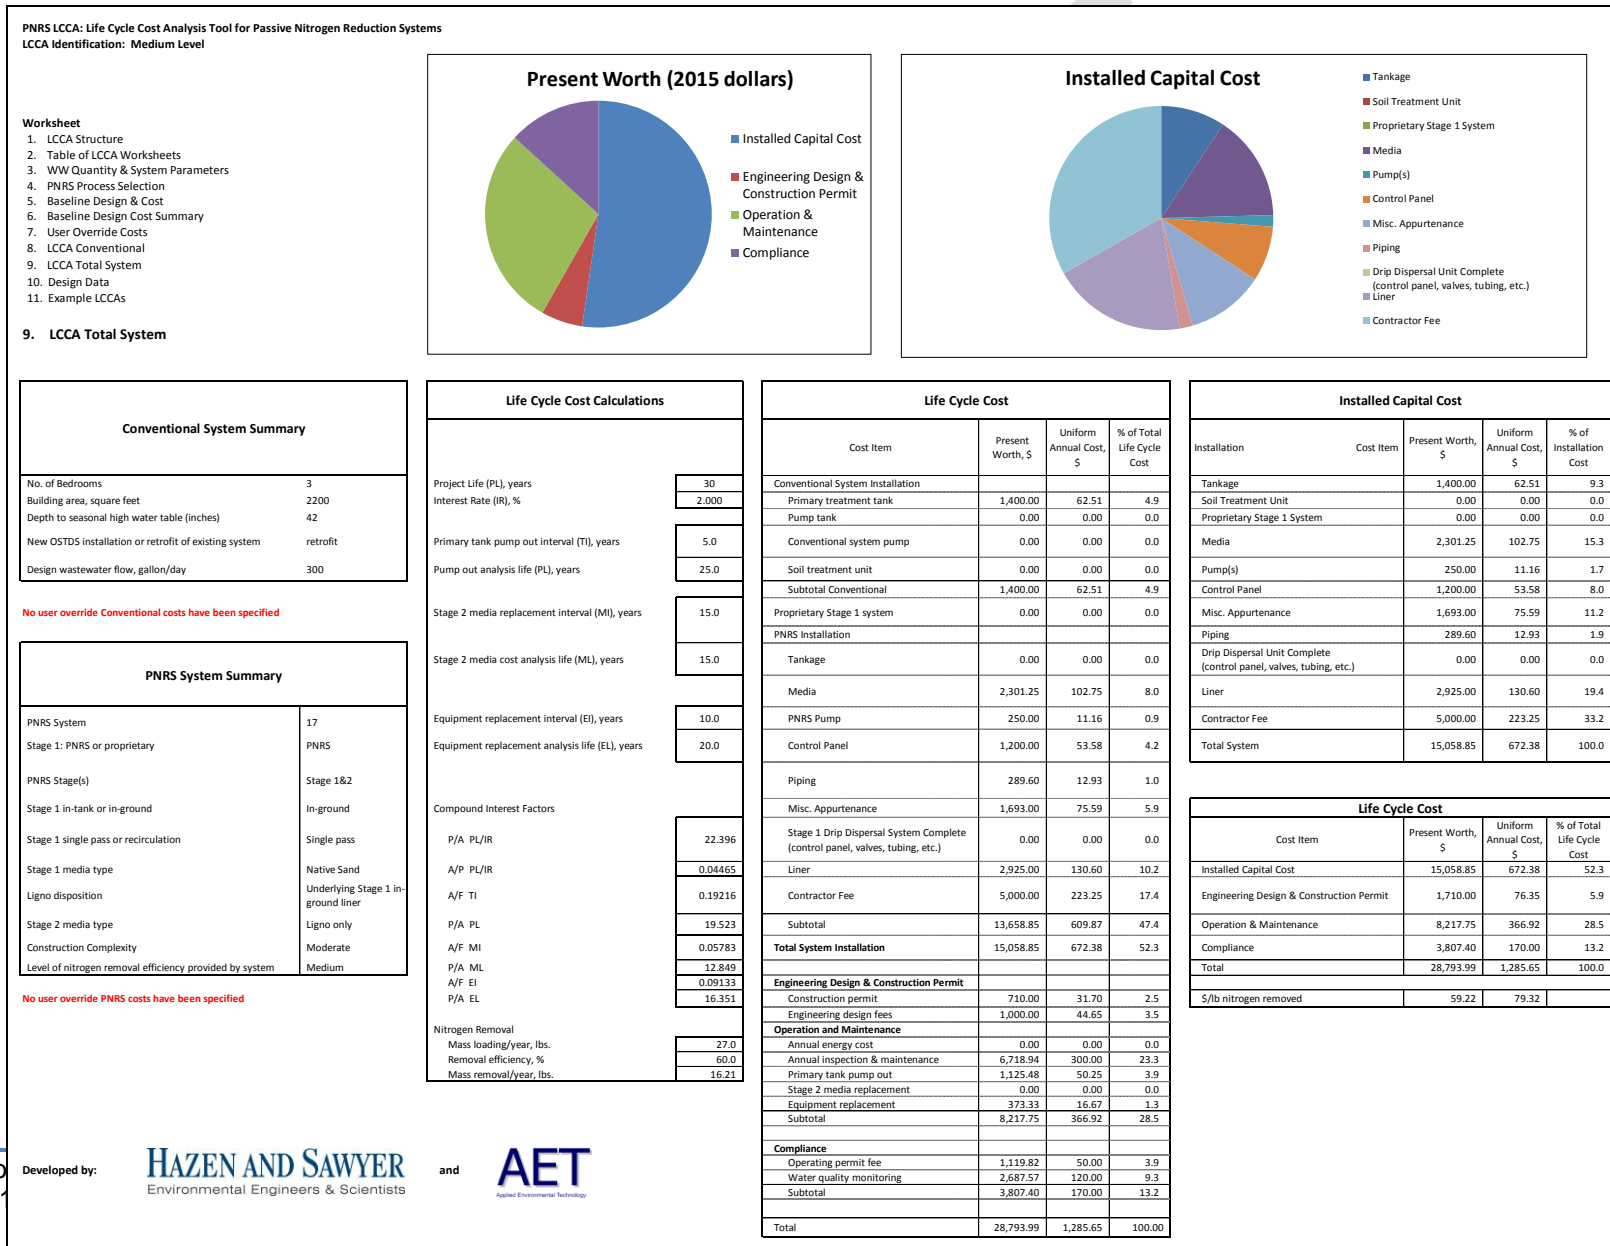 PNRS LCCA: Life Cycle Cost Analysis Tool for Passive Nitrogen Reduction Systems
LCCA Identification: Medium Level
Worksheet
1. LCCA Structure
2. Table of LCCA Worksheets
3. WW Quantity & System Parameters
4. PNRS Process Selection
5. Baseline Design & Cost
6. Baseline Design Cost Summary
7. User Override Costs
8. LCCA Conventional
9. LCCA Total System
10. Design Data
11. Example LCCAs
9. LCCA Total System
Present Worth (2015 dollars)
Installed Capital Cost
Engineering Design &
Construction Permit
Operation &
Maintenance
Compliance
Installed Capital Cost
Tankage
Soil Treatment Unit
Proprietary Stage 1 System
Media
Pump(s)
Control Panel
Misc. Appurtenance
Piping
Drip Dispersal Unit Complete
(control panel, valves, tubing, etc.)
Liner
Contractor Fee
Conventional System Summary
No. of Bedrooms 3
Building area, square feet 2200
Depth to seasonal high water table (inches) 42
New OSTDS installation or retrofit of existing system retrofit
Design wastewater flow, gallon/day 300
No user override Conventional costs have been specified
PNRS System Summary
PNRS System 17
Stage 1: PNRS or proprietary PNRS
PNRS Stage(s) Stage 1&2
Stage 1 in-tank or in-ground In-ground
Stage 1 single pass or recirculation Single pass
Stage 1 media type Native Sand
Ligno disposition Underlying Stage 1 in-
ground liner
Stage 2 media type Ligno only
Construction Complexity Moderate
Level of nitrogen removal efficiency provided by system Medium
No user override PNRS costs have been specified
Life Cycle Cost Calculations
Project Life (PL), years 30
Interest Rate (IR), % 2.000
Primary tank pump out interval (TI), years 5.0
Pump out analysis life (PL), years 25.0
Stage 2 media replacement interval (MI), years 15.0
Stage 2 media cost analysis life (ML), years 15.0
Equipment replacement interval (EI), years 10.0
Equipment replacement analysis life (EL), years 20.0
Compound Interest Factors
P/A PL/IR 22.396
A/P PL/IR 0.04465
A/F TI 0.19216
P/A PL 19.523
A/F MI 0.05783
P/A ML 12.849
A/F EI 0.09133
P/A EL 16.351
Nitrogen Removal
Mass loading/year, lbs. 27.0
Removal efficiency, % 60.0
Mass removal/year, lbs. 16.21
Life Cycle Cost
Cost Item Present Worth, $ Uniform Annual Cost, $ % of Total Life Cycle Cost
Conventional System Installation
Primary treatment tank 1,400.00 62.51 4.9
Pump tank 0.00 0.00 0.0
Conventional system pump 0.00 0.00 0.0
Soil treatment unit 0.00 0.00 0.0
Subtotal Conventional 1,400.00 62.51 4.9
Proprietary Stage 1 system 0.00 0.00 0.0
PNRS Installation
Tankage 0.00 0.00 0.0
Media 2,301.25 102.75 8.0
PNRS Pump 250.00 11.16 0.9
Control Panel 1,200.00 53.58 4.2
Piping 289.60 12.93 1.0
Misc. Appurtenance 1,693.00 75.59 5.9
Stage 1 Drip Dispersal System Complete
(control panel, valves, tubing, etc.) 0.00 0.00 0.0
Liner 2,925.00 130.60 10.2
Contractor Fee 5,000.00 223.25 17.4
Subtotal 13,658.85 609.87 47.4
Total System Installation 15,058.85 672.38 52.3
Engineering Design & Construction Permit
Construction permit 710.00 31.70 2.5
Engineering design fees 1,000.00 44.65 3.5
Operation and Maintenance
Annual energy cost 0.00 0.00 0.0
Annual inspection & maintenance 6,718.94 300.00 23.3
Primary tank pump out 1,125.48 50.25 3.9
Stage 2 media replacement 0.00 0.00 0.0
Equipment replacement 373.33 16.67 1.3
Subtotal 8,217.75 366.92 28.5
Compliance
Operating permit fee 1,119.82 50.00 3.9
Water quality monitoring 2,687.57 120.00 9.3
Subtotal 3,807.40 170.00 13.2
Total 28,793.99 1,285.65 100.00
Installed Capital Cost
Installation Cost Item Present Worth, $ Uniform Annual Cost, $ % of Installation Cost
Tankage 1,400.00 62.51 9.3
Soil Treatment Unit 0.00 0.00 0.0
Proprietary Stage 1 System 0.00 0.00 0.0
Media 2,301.25 102.75 15.3
Pump(s) 250.00 11.16 1.7
Control Panel 1,200.00 53.58 8.0
Misc. Appurtenance 1,693.00 75.59 11.2
Piping 289.60 12.93 1.9
Drip Dispersal Unit Complete
(control panel, valves, tubing, etc.) 0.00 0.00 0.0
Liner 2,925.00 130.60 19.4
Contractor Fee 5,000.00 223.25 33.2
Total System 15,058.85 672.38 100.0
Life Cycle Cost
Cost Item Present Worth, $ Uniform Annual Cost, $ % of Total Life Cycle Cost
Installed Capital Cost 15,058.85 672.38 52.3
Engineering Design & Construction Permit 1,710.00 76.35 5.9
Operation & Maintenance 8,217.75 366.92 28.5
Compliance 3,807.40 170.00 13.2
Total 28,793.99 1,285.65 100.0
$/lb nitrogen removed 59.22 79.32
Developed by:
HAZEN AND SAWYER
Environmental Engineers & Scientists
and
AET
Applied Environmental Technology